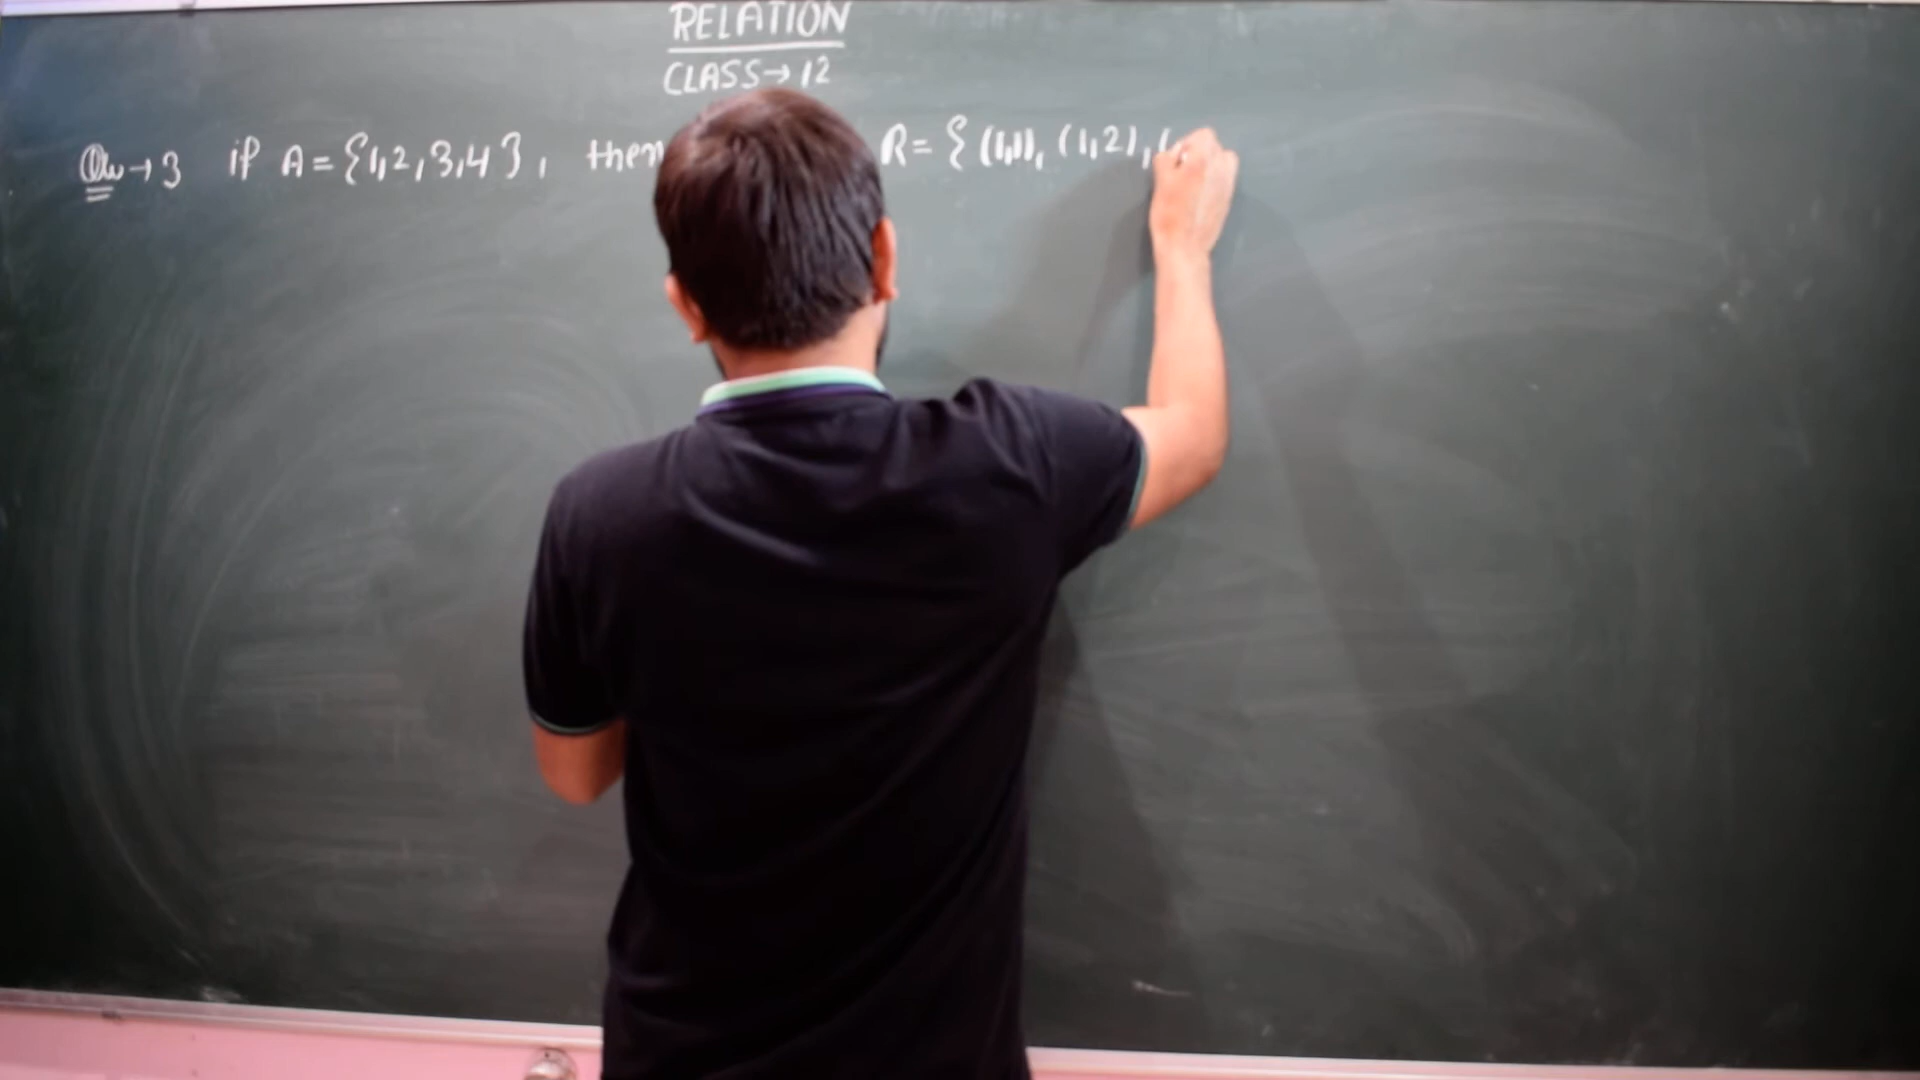 RELATION
CLASS→12
Qu→3 if A={1,2,3,4}, then R={(1,1),(1,2),(